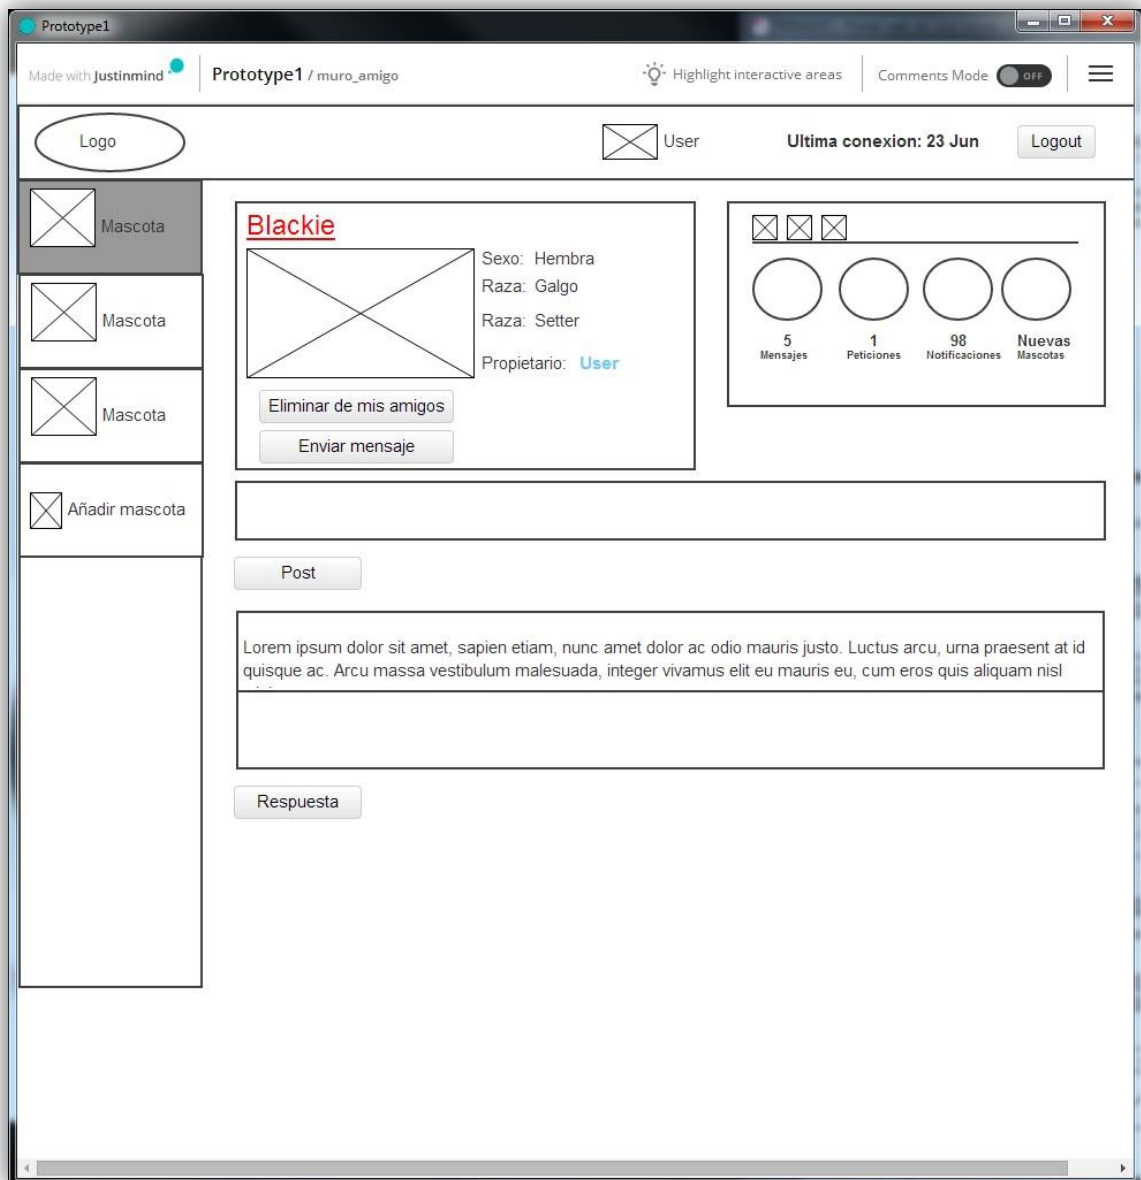 Prototype1
Made with Justinmind
Prototype1 / muro_amigo
Highlight interactive areas
Comments Mode OFF
Logo
User
Ultima conexion: 23 Jun
Logout
Mascota
Mascota
Mascota
Añadir mascota
Blackie
Sexo: Hembra
Raza: Galgo
Raza: Setter
Propietario: User
Eliminar de mis amigos
Enviar mensaje
5 1 98 Nuevas
Mensajes Peticiones Notificaciones Mascotas
Post
Lorem ipsum dolor sit amet, sapien etiam, nunc amet dolor ac odio mauris justo. Luctus arcu, urna praesent at id
quisque ac. Arcu massa vestibulum malesuada, integer vivamus elit eu mauris eu, cum eros quis aliquam nisl
Respuesta